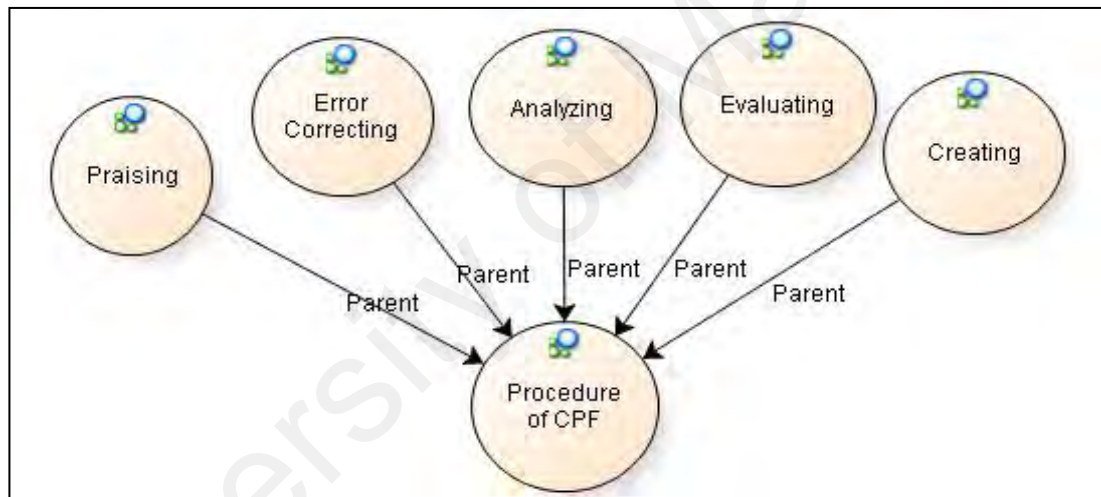 Praising
Error
Correcting
Analyzing
Evaluating
Creating
Parent
Parent
Parent
Parent
Parent
Procedure
of CPF